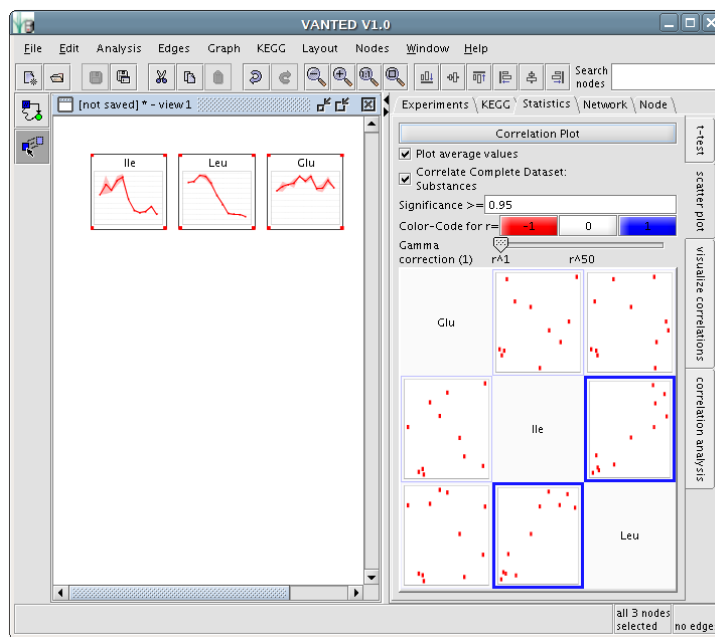 VANTED V1.0
File Edit Analysis Edges Graph KEGG Layout Nodes Window Help
Search
nodes
[not saved] * - view 1
Experiments KEGG Statistics Network Node
Correlation Plot
Plot average values
Correlate Complete Dataset:
Substances
Significance >= 0.95
Color-Code for r= -1 0 1
Gamma
correction (1) r^1 r^50
Ile Leu Glu
Glu
Ile
Leu
t-test
scatter plot
visualize correlations
correlation analysis
all 3 nodes
selected
no edge